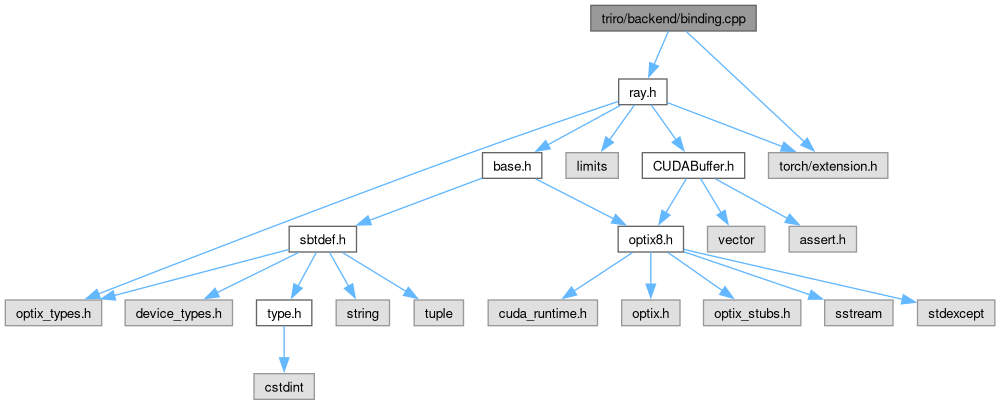 triro/backend/binding.cpp
ray.h
base.h
limits
CUDABuffer.h
torch/extension.h
sbtdef.h
optix8.h
vector
assert.h
optix_types.h
device_types.h
type.h
string
tuple
cuda_runtime.h
optix.h
optix_stubs.h
sstream
stdexcept
cstdint